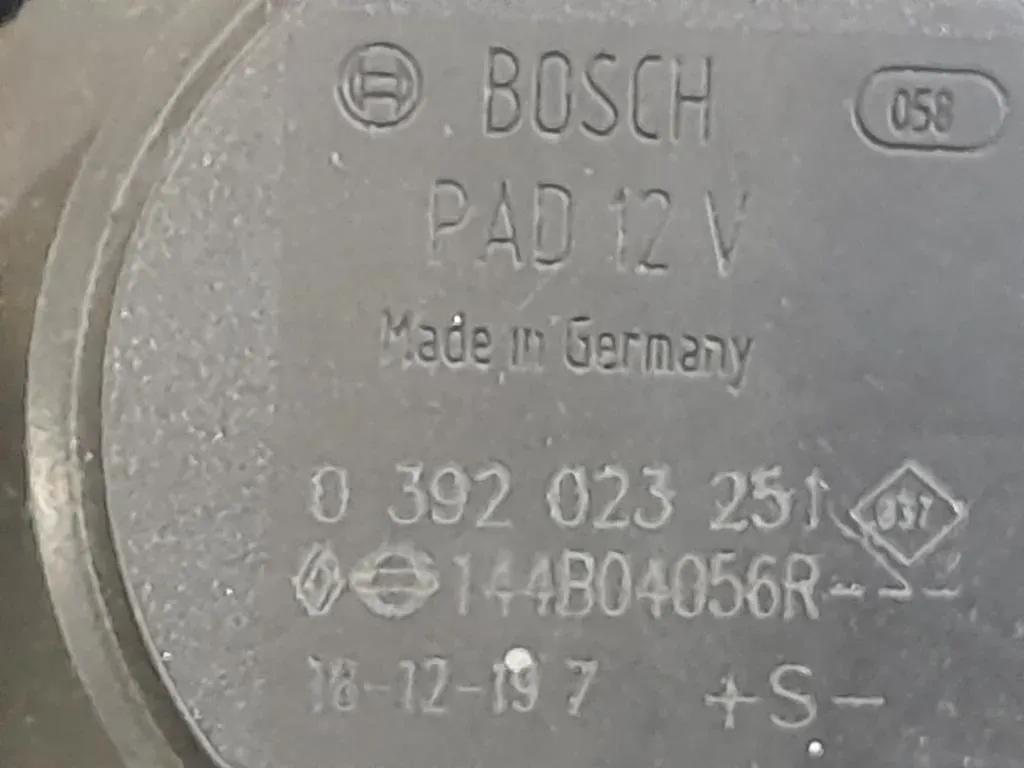 BOSCH 058
PAD 12 V
Made in Germany
0 392 023 251 037
144B04056R-----
18-12-19 7 +S-